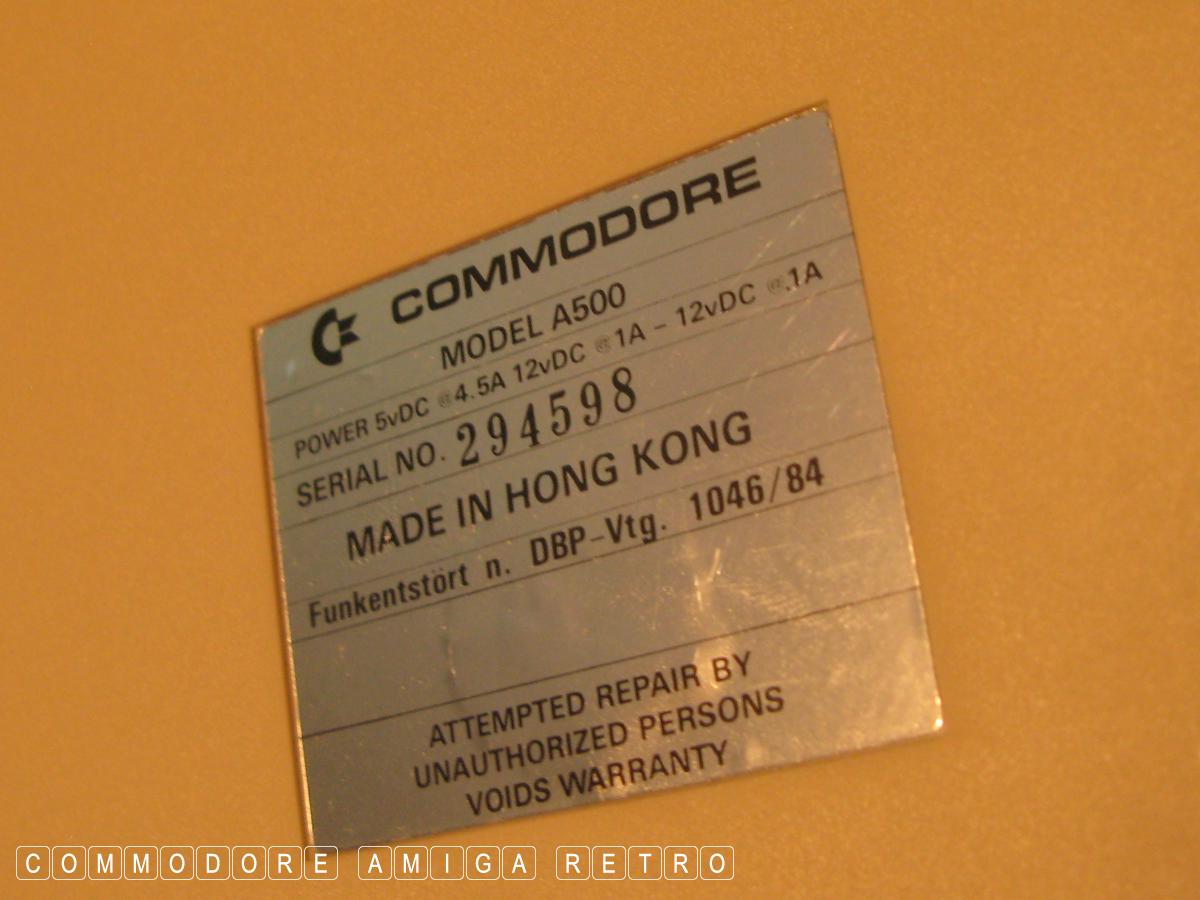 COMMODORE
MODEL A500
POWER 5vDC @4.5A 12vDC @1A - 12vDC @.1A
SERIAL NO. 294598
MADE IN HONG KONG
Funkentstört n. DBP-Vtg. 1046/84
ATTEMPTED REPAIR BY
UNAUTHORIZED PERSONS
VOIDS WARRANTY
COMMODORE AMIGA RETRO